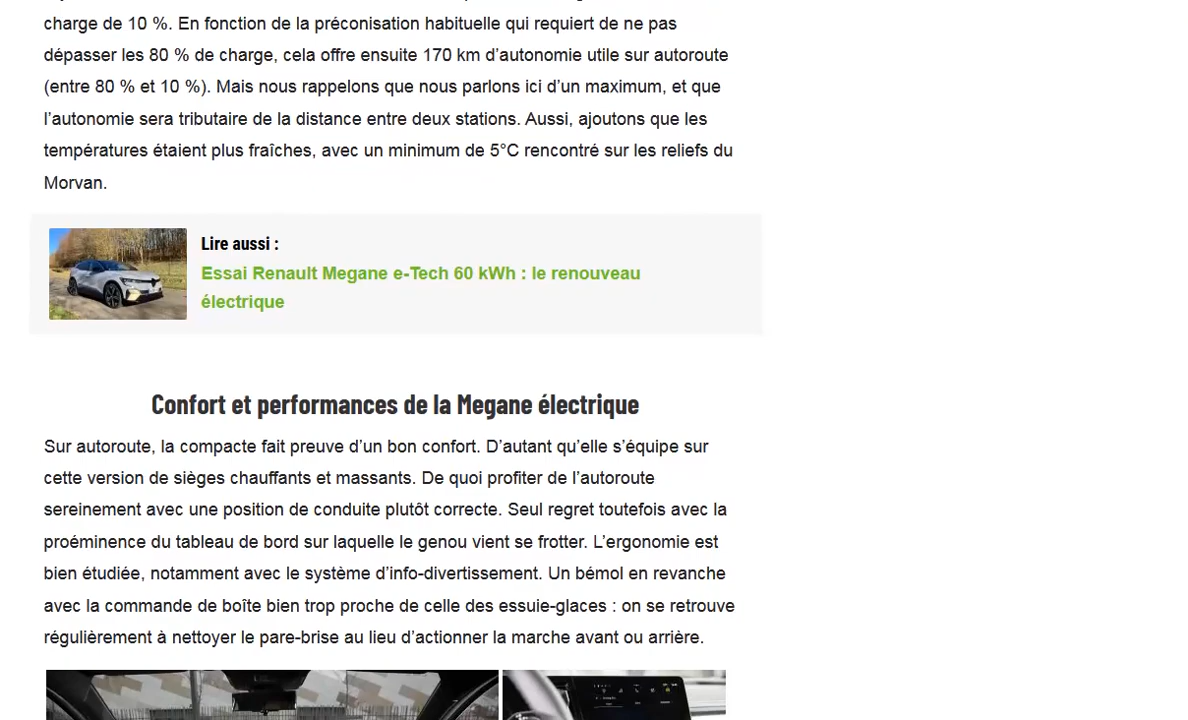 charge de 10 %. En fonction de la préconisation habituelle qui requiert de ne pas
dépasser les 80 % de charge, cela offre ensuite 170 km d’autonomie utile sur autoroute
(entre 80 % et 10 %). Mais nous rappelons que nous parlons ici d’un maximum, et que
l’autonomie sera tributaire de la distance entre deux stations. Aussi, ajoutons que les
températures étaient plus fraîches, avec un minimum de 5°C rencontré sur les reliefs du
Morvan.
Lire aussi :
Essai Renault Megane e-Tech 60 kWh : le renouveau
électrique
Confort et performances de la Megane électrique
Sur autoroute, la compacte fait preuve d’un bon confort. D’autant qu’elle s’équipe sur
cette version de sièges chauffants et massants. De quoi profiter de l’autoroute
sereinement avec une position de conduite plutôt correcte. Seul regret toutefois avec la
proéminence du tableau de bord sur laquelle le genou vient se frotter. L’ergonomie est
bien étudiée, notamment avec le système d’info-divertissement. Un bémol en revanche
avec la commande de boîte bien trop proche de celle des essuie-glaces : on se retrouve
régulièrement à nettoyer le pare-brise au lieu d’actionner la marche avant ou arrière.